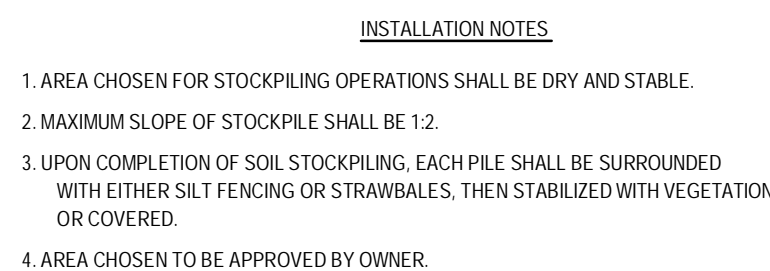 INSTALLATION NOTES
1. AREA CHOSEN FOR STOCKPILING OPERATIONS SHALL BE DRY AND STABLE.
2. MAXIMUM SLOPE OF STOCKPILE SHALL BE 1:2.
3. UPON COMPLETION OF SOIL STOCKPILING, EACH PILE SHALL BE SURROUNDED
WITH EITHER SILT FENCING OR STRAWBALES, THEN STABILIZED WITH VEGETATION
OR COVERED.
4. AREA CHOSEN TO BE APPROVED BY OWNER.